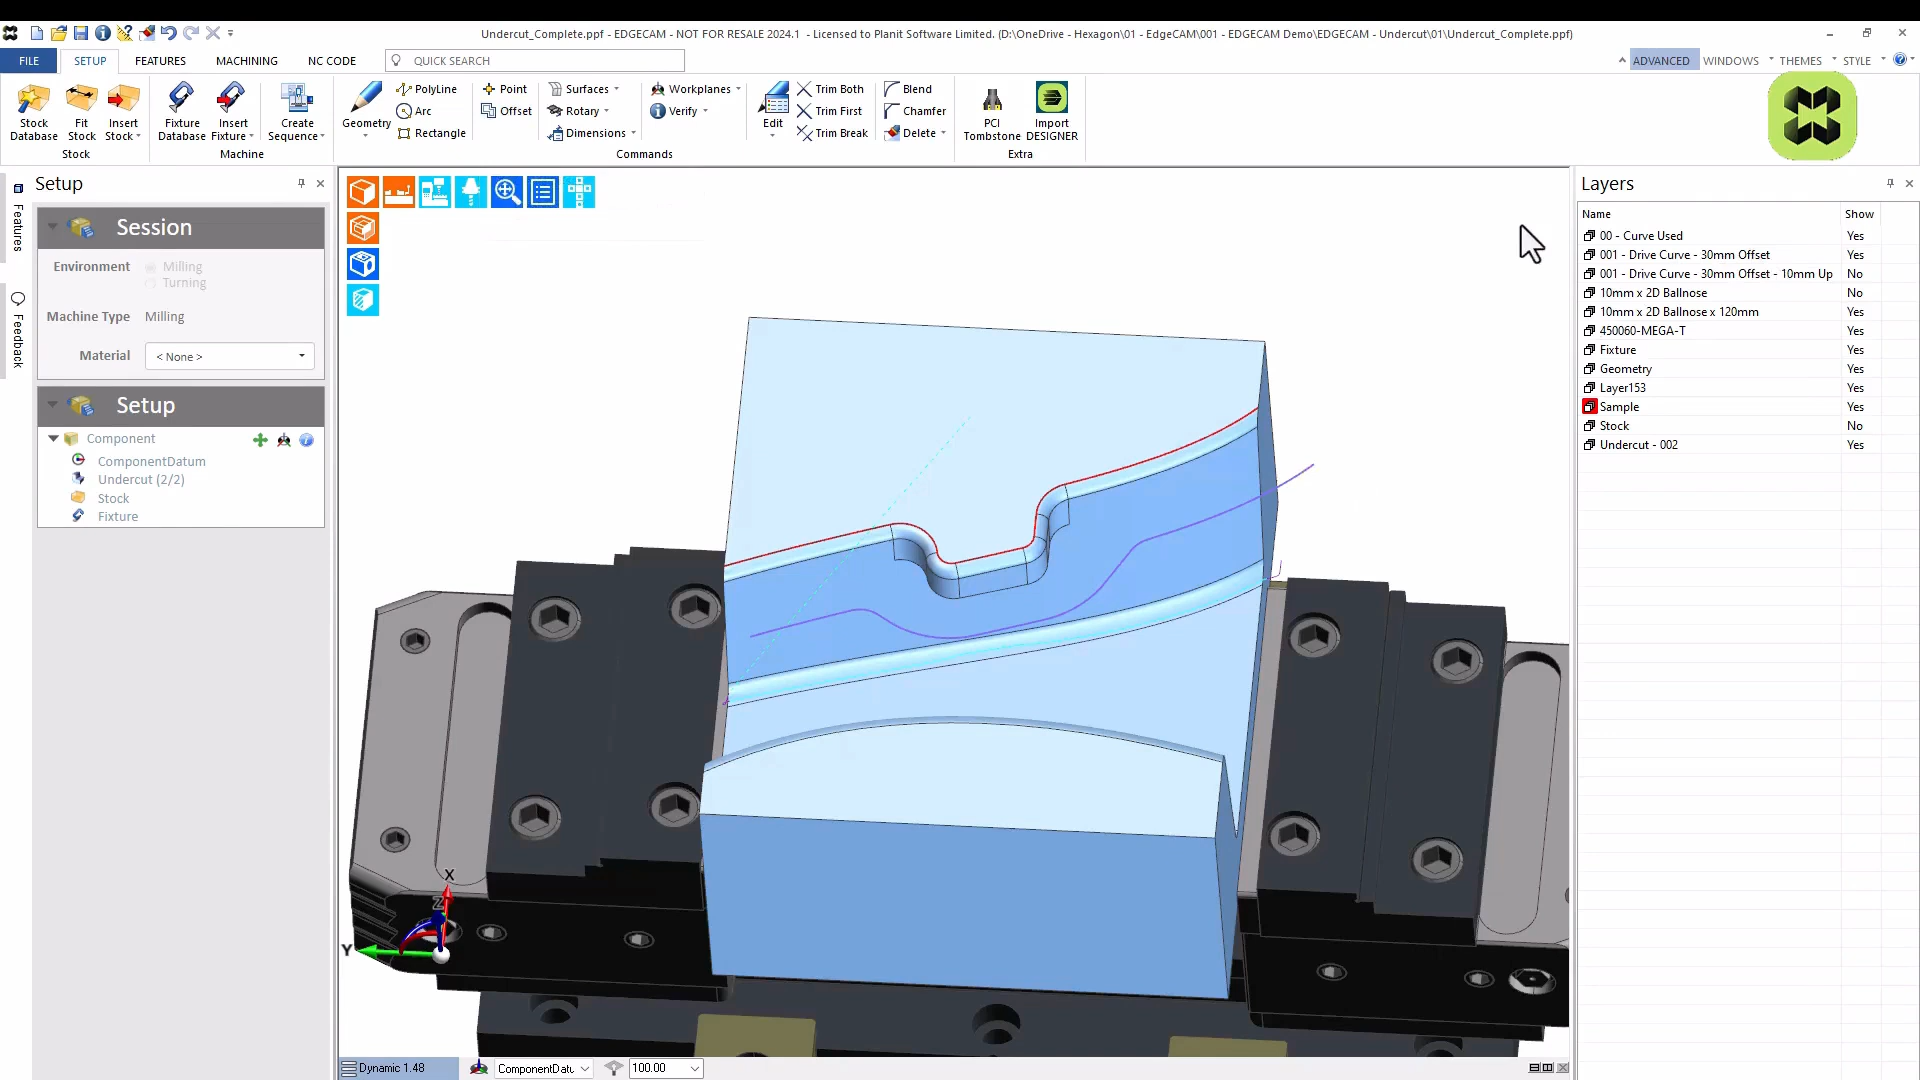 Undercut_Complete.ppf - EDGECAM - NOT FOR RESALE 2024.1 - Licensed to Planit Software Limited. (D:\OneDrive - Hexagon\01 - EdgeCAM\001 - EDGECAM Demo\EDGECAM - Undercut\01\Undercut_Complete.ppf)
FILE SETUP FEATURES MACHINING NC CODE QUICK SEARCH ADVANCED WINDOWS THEMES STYLE
Stock Database
Fit Stock
Insert Stock
Stock
Fixture Database
Insert Fixture
Create Sequence
Machine
Geometry
PolyLine
Arc
Rectangle
Point
Offset
Surfaces
Rotary
Dimensions
Workplanes
Verify
Edit
Trim Both
Trim First
Trim Break
Blend
Chamfer
Delete
Commands
PCI Tombstone
Import DESIGNER
Extra
Features
Feedback
Setup
Session
Environment Milling
Turning
Machine Type Milling
Material < None >
Setup
Component
ComponentDatum
Undercut (2/2)
Stock
Fixture
X
Z
Y
Dynamic 1.48 ComponentDatu 100.00
Layers
Name Show
00 - Curve Used Yes
001 - Drive Curve - 30mm Offset Yes
001 - Drive Curve - 30mm Offset - 10mm Up No
10mm x 2D Ballnose No
10mm x 2D Ballnose x 120mm Yes
450060-MEGA-T Yes
Fixture Yes
Geometry Yes
Layer153 Yes
Sample Yes
Stock No
Undercut - 002 Yes